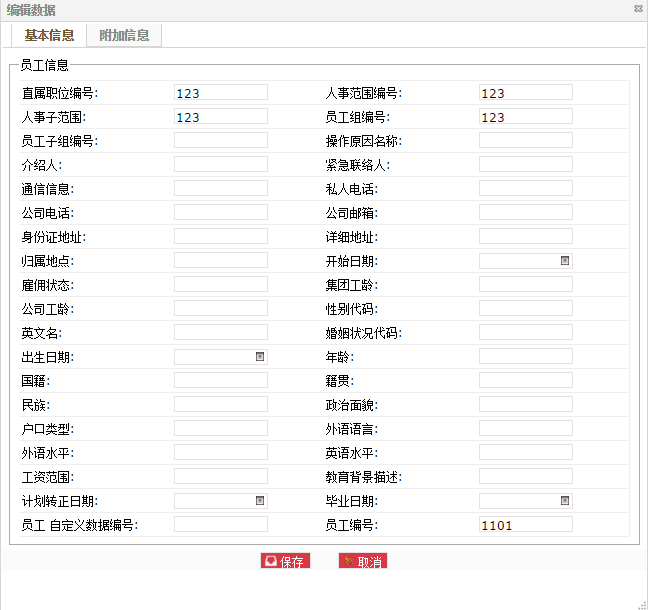 编辑数据
基本信息 附加信息
员工信息
直属职位编号: 123 人事范围编号: 123
人事子范围: 123 员工组编号: 123
员工子组编号: 操作原因名称:
介绍人: 紧急联络人:
通信信息: 私人电话:
公司电话: 公司邮箱:
身份证地址: 详细地址:
归属地点: 开始日期:
雇佣状态: 集团工龄:
公司工龄: 性别代码:
英文名: 婚姻状况代码:
出生日期: 年龄:
国籍: 籍贯:
民族: 政治面貌:
户口类型: 外语语言:
外语水平: 英语水平:
工资范围: 教育背景描述:
计划转正日期: 毕业日期:
员工 自定义数据编号: 员工编号: 1101
保存 取消